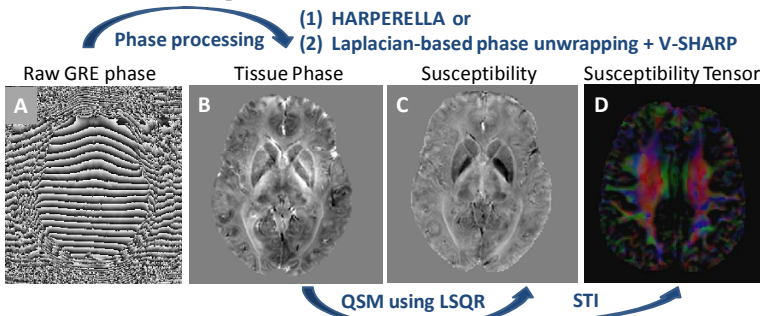 (1) HARPERELLA or
Phase processing
(2) Laplacian-based phase unwrapping + V-SHARP
Raw GRE phase
Tissue Phase
Susceptibility
Susceptibility Tensor
A
B
C
D
QSM using LSQR
STI